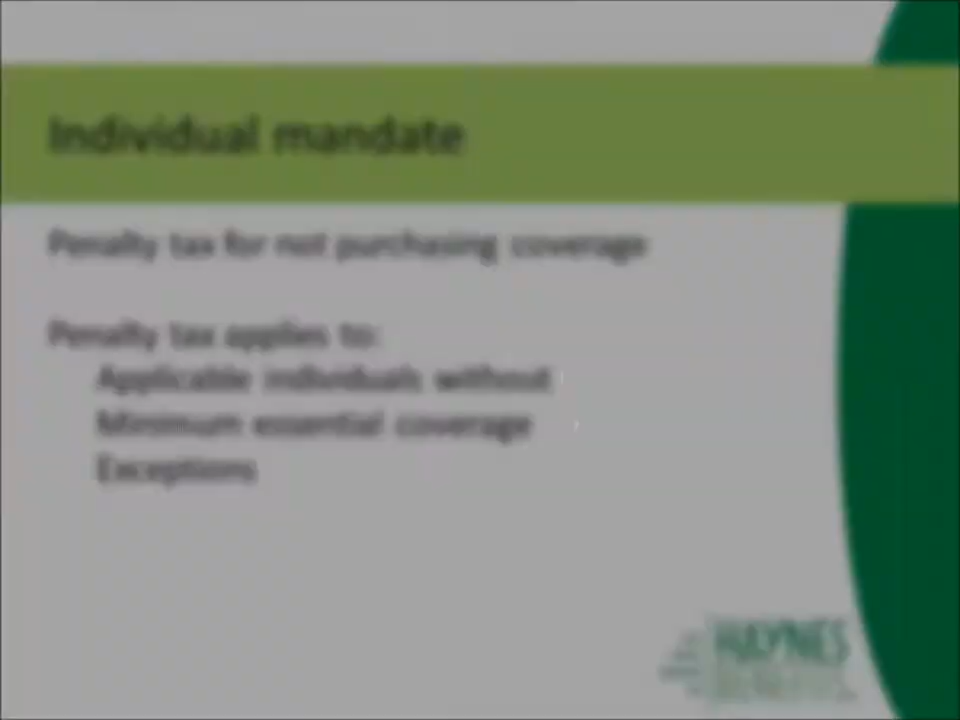 Individual mandate
Penalty tax for not purchasing coverage
Penalty tax applies to:
Applicable individuals without
Minimum essential coverage
Exceptions
HAYNES